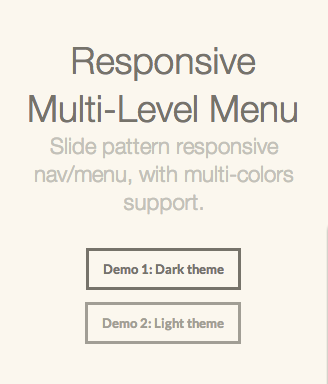 Responsive
Multi-Level Menu
Slide pattern responsive
nav/menu, with multi-colors
support.
Demo 1: Dark theme
Demo 2: Light theme